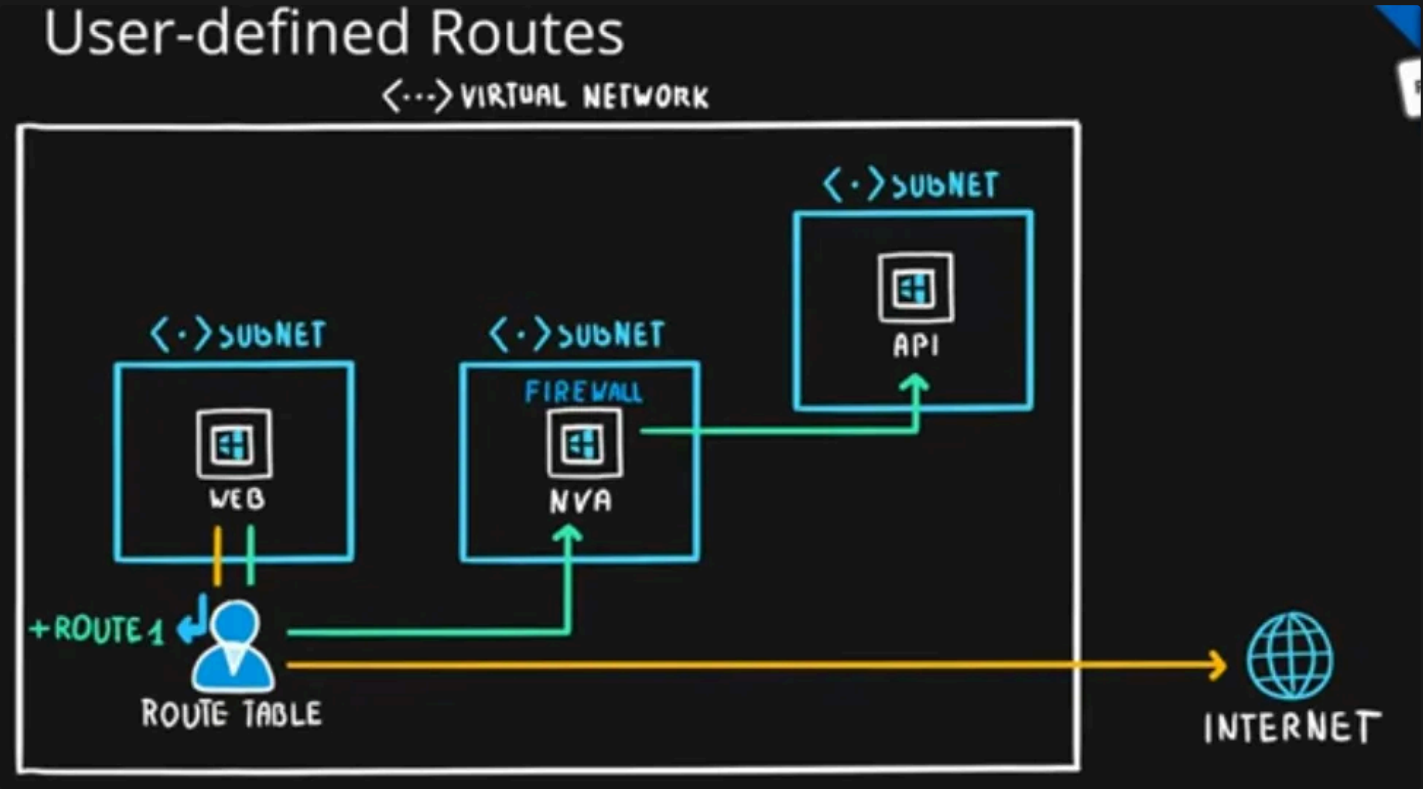 User-defined Routes
<···> VIRTUAL NETWORK
<·> SUBNET
API
<·> SUBNET
WEB
<·> SUBNET
FIREWALL
NVA
+ROUTE 1
ROUTE TABLE
INTERNET